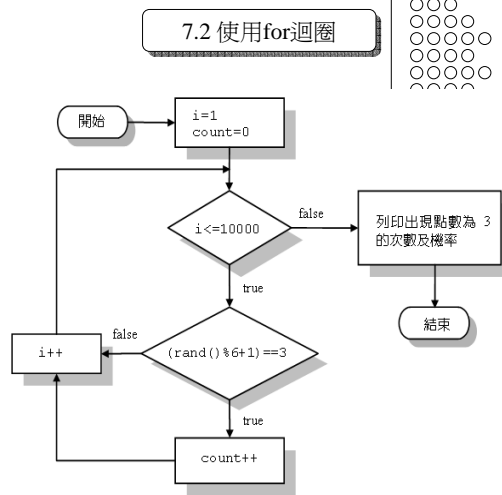 7.2 使用for迴圈
開始
i=1
count=0
i<=10000
false
列印出現點數為 3
的次數及機率
true
結束
(rand()%6+1)==3
false
i++
true
count++